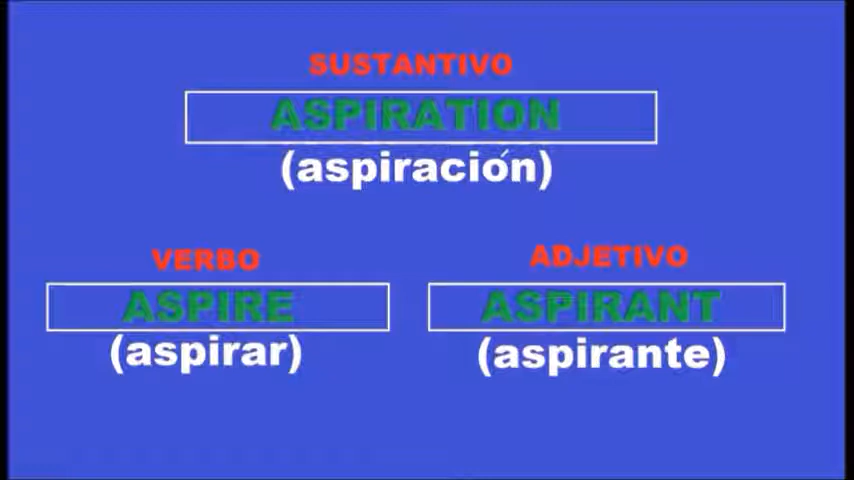 SUSTANTIVO
ASPIRATION
(aspiración)
VERBO
ASPIRE
(aspirar)
ADJETIVO
ASPIRANT
(aspirante)